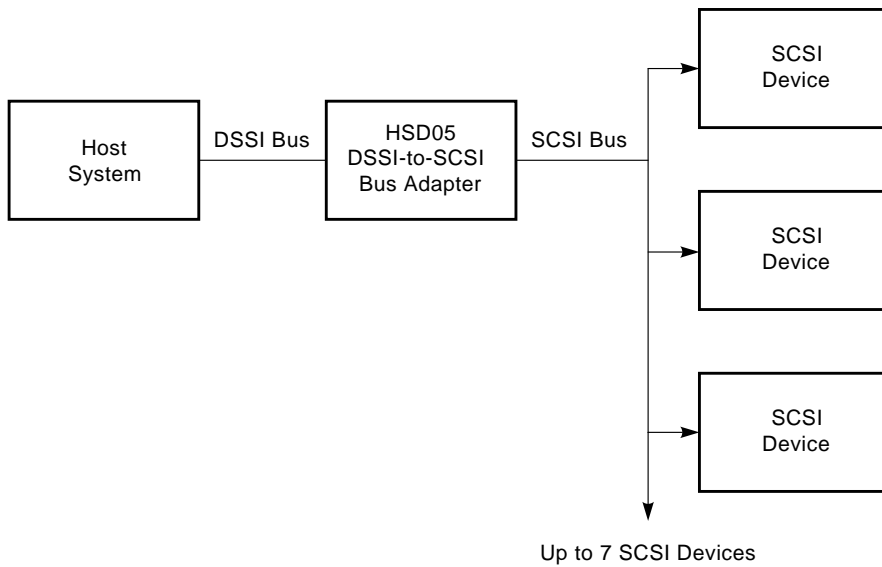 Host
System
DSSI Bus
HSD05
DSSI-to-SCSI
Bus Adapter
SCSI Bus
SCSI
Device
SCSI
Device
SCSI
Device
Up to 7 SCSI Devices